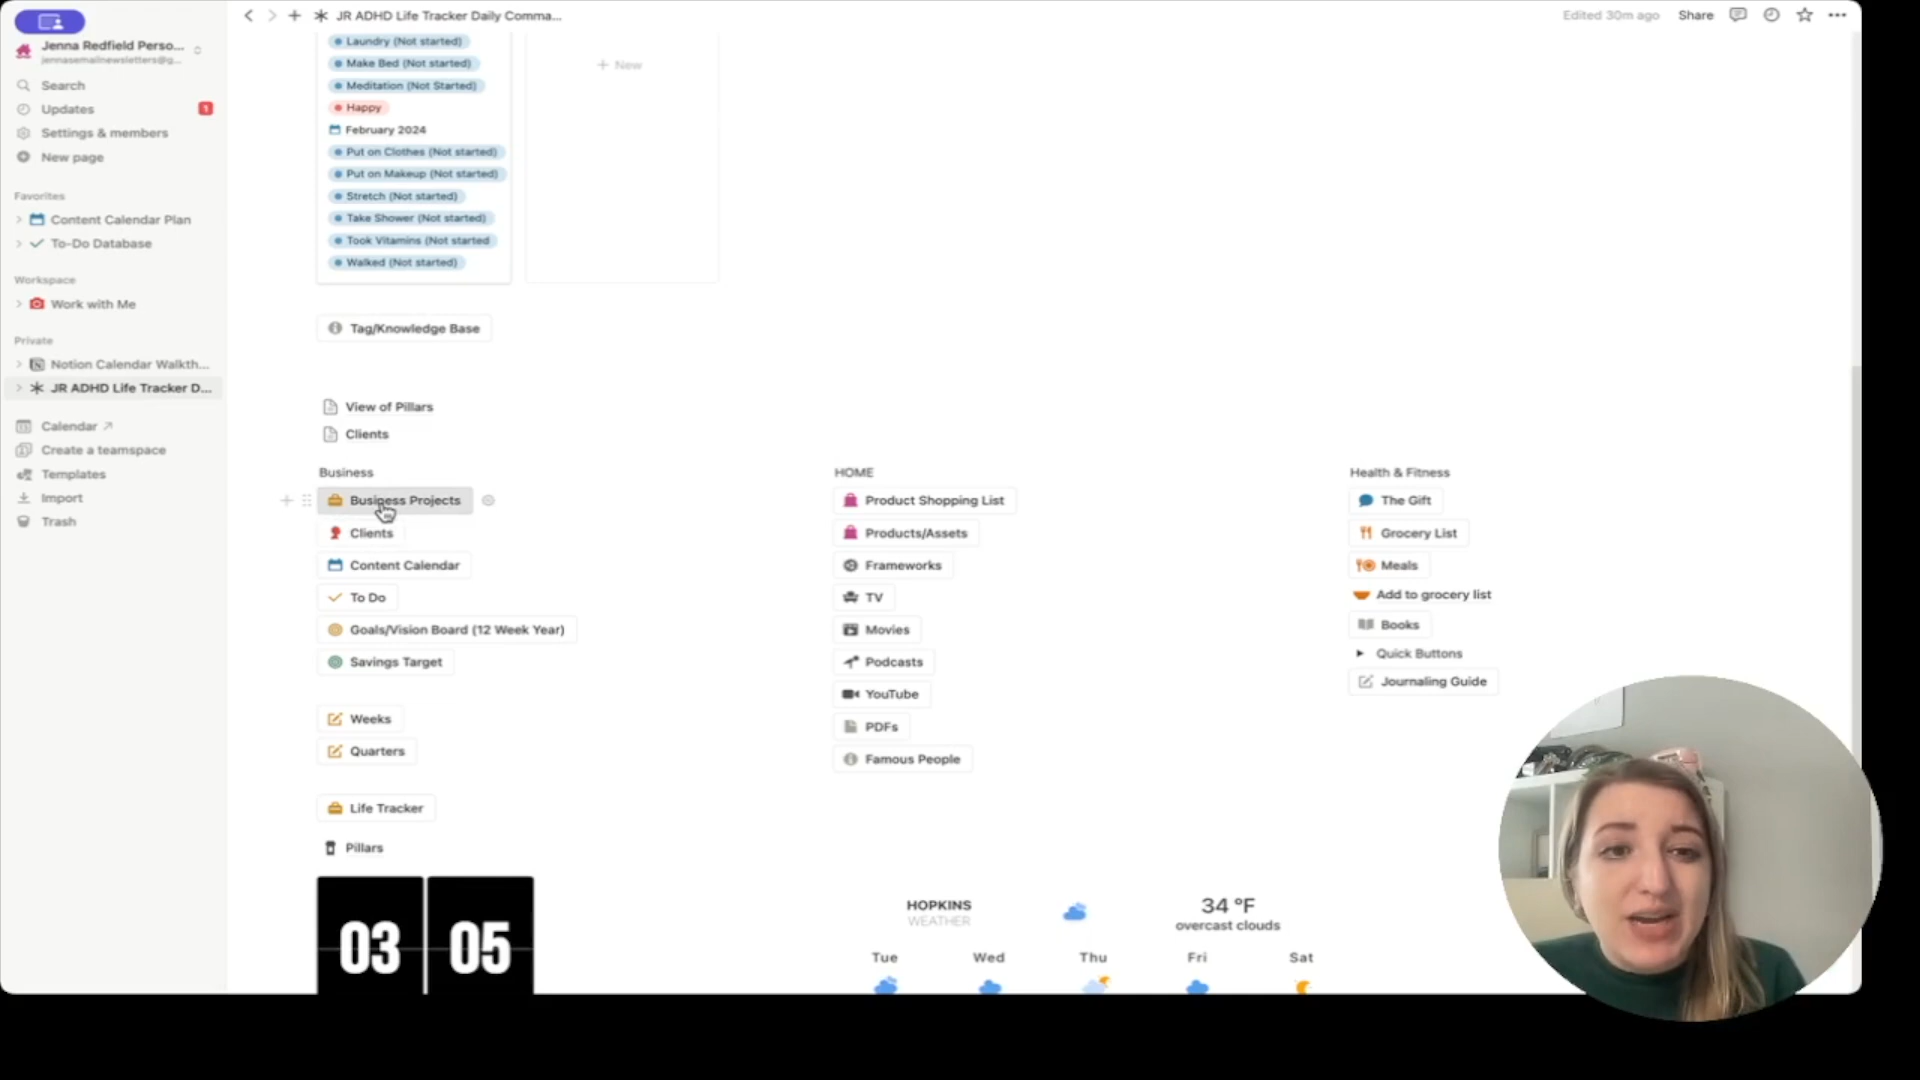 JR ADHD Life Tracker Daily Comma...
Edited 30m ago
Share
Jenna Redfield Perso...
jennasemailnewsletters@g...
Search
Updates
1
Settings & members
New page
Favorites
Content Calendar Plan
To-Do Database
Workspace
Work with Me
Private
Notion Calendar Walkth...
JR ADHD Life Tracker D...
Calendar
Create a teamspace
Templates
Import
Trash
Laundry (Not started)
Make Bed (Not started)
Meditation (Not Started)
Happy
February 2024
Put on Clothes (Not started)
Put on Makeup (Not started)
Stretch (Not started)
Take Shower (Not started)
Took Vitamins (Not started
Walked (Not started)
+ New
Tag/Knowledge Base
View of Pillars
Clients
Business
Business Projects
Clients
Content Calendar
To Do
Goals/Vision Board (12 Week Year)
Savings Target
Weeks
Quarters
Life Tracker
Pillars
03 05
HOME
Product Shopping List
Products/Assets
Frameworks
TV
Movies
Podcasts
YouTube
PDFs
Famous People
Health & Fitness
The Gift
Grocery List
Meals
Add to grocery list
Books
Quick Buttons
Journaling Guide
HOPKINS
WEATHER
34 °F
overcast clouds
Tue Wed Thu Fri Sat